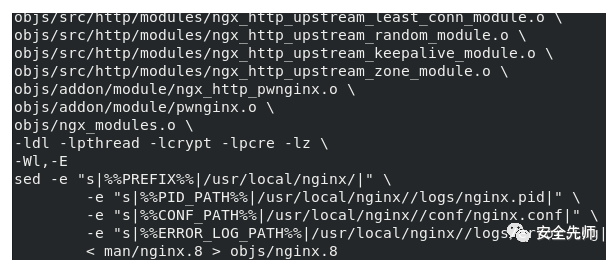 objs/src/http/modules/ngx_http_upstream_least_conn_module.o \
objs/src/http/modules/ngx_http_upstream_random_module.o \
objs/src/http/modules/ngx_http_upstream_keepalive_module.o \
objs/src/http/modules/ngx_http_upstream_zone_module.o \
objs/addon/module/ngx_http_pwnginx.o \
objs/addon/module/pwnginx.o \
objs/ngx_modules.o \
-ldl -lpthread -lcrypt -lpcre -lz \
-Wl,-E
sed -e "s|%%PREFIX%%|/usr/local/nginx/|" \
        -e "s|%%PID_PATH%%|/usr/local/nginx//logs/nginx.pid|" \
        -e "s|%%CONF_PATH%%|/usr/local/nginx//conf/nginx.conf|" \
        -e "s|%%ERROR_LOG_PATH%%|/usr/local/nginx//logs
安全先师
        < man/nginx.8 > objs/nginx.8